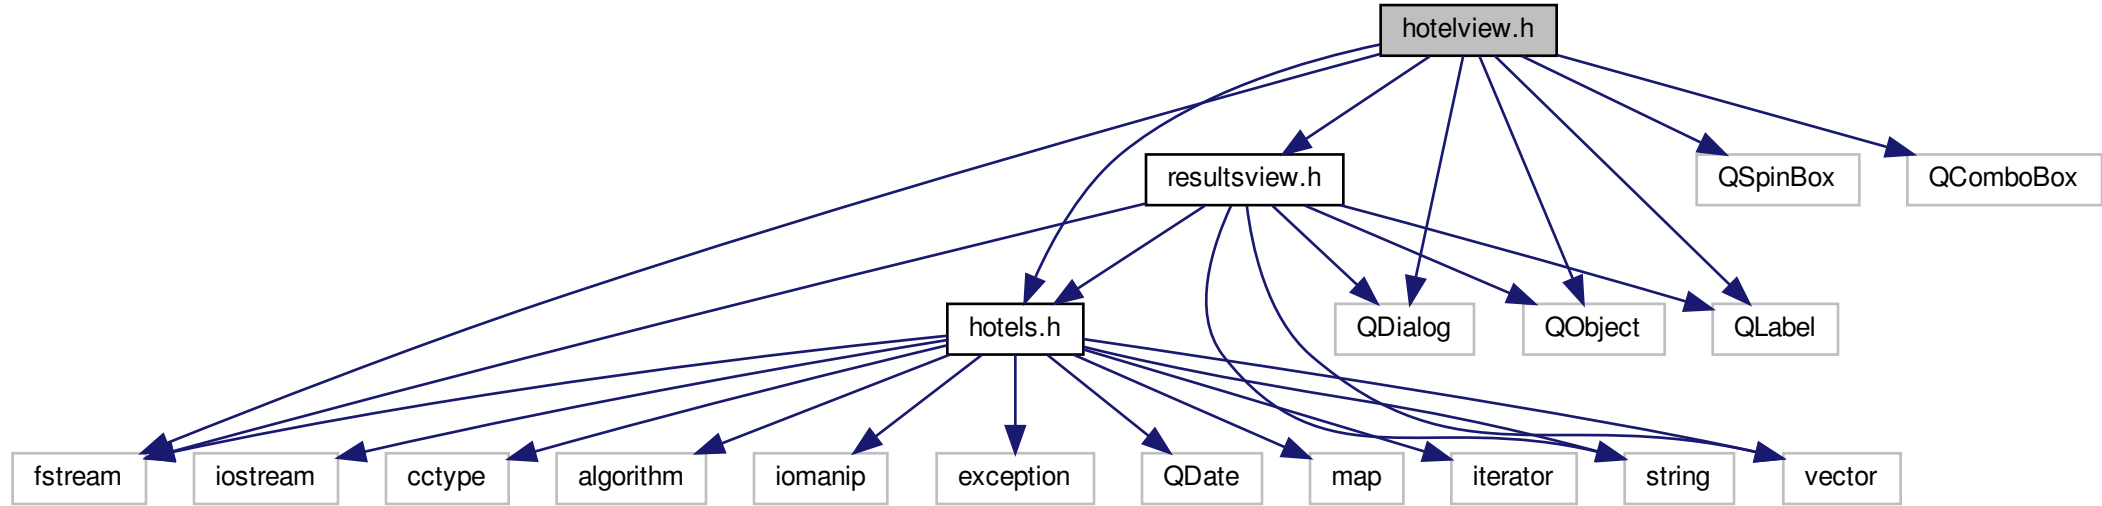 hotelview.h
resultsview.h
QSpinBox
QComboBox
hotels.h
QDialog
QObject
QLabel
fstream
iostream
cctype
algorithm
iomanip
exception
QDate
map
iterator
string
vector